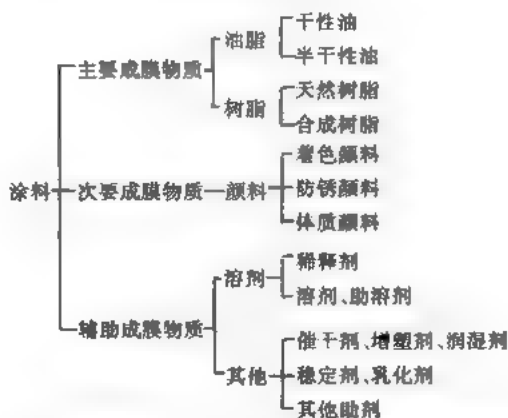 干性油
油脂
半干性油
主要成膜物质
天然树脂
树脂
合成树脂
着色颜料
涂料
次要成膜物质
颜料
防锈颜料
体质颜料
稀释剂
溶剂
溶剂、助溶剂
辅助成膜物质
催干剂、增塑剂、润湿剂
其他
稳定剂、乳化剂
其他助剂